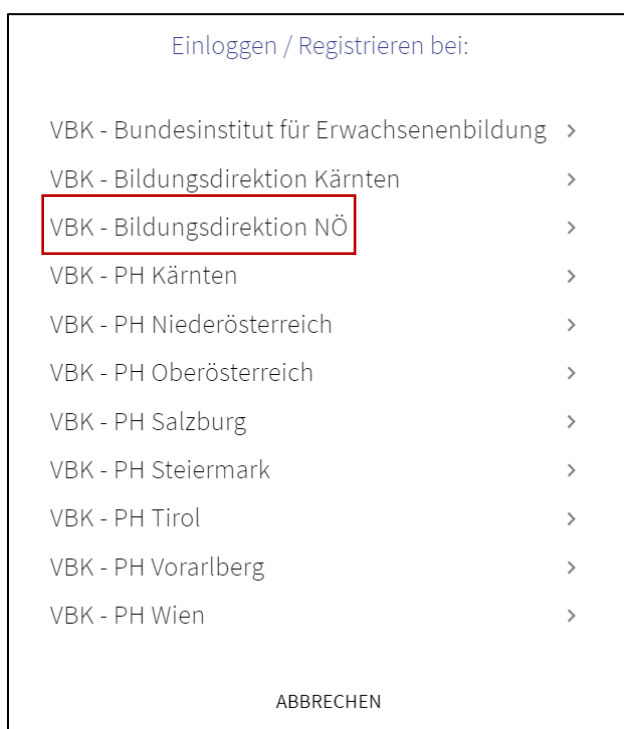 Einloggen / Registrieren bei:
VBK - Bundesinstitut für Erwachsenenbildung
VBK - Bildungsdirektion Kärnten
VBK - Bildungsdirektion NÖ
VBK - PH Kärnten
VBK - PH Niederösterreich
VBK - PH Oberösterreich
VBK - PH Salzburg
VBK - PH Steiermark
VBK - PH Tirol
VBK - PH Vorarlberg
VBK - PH Wien
ABBRECHEN